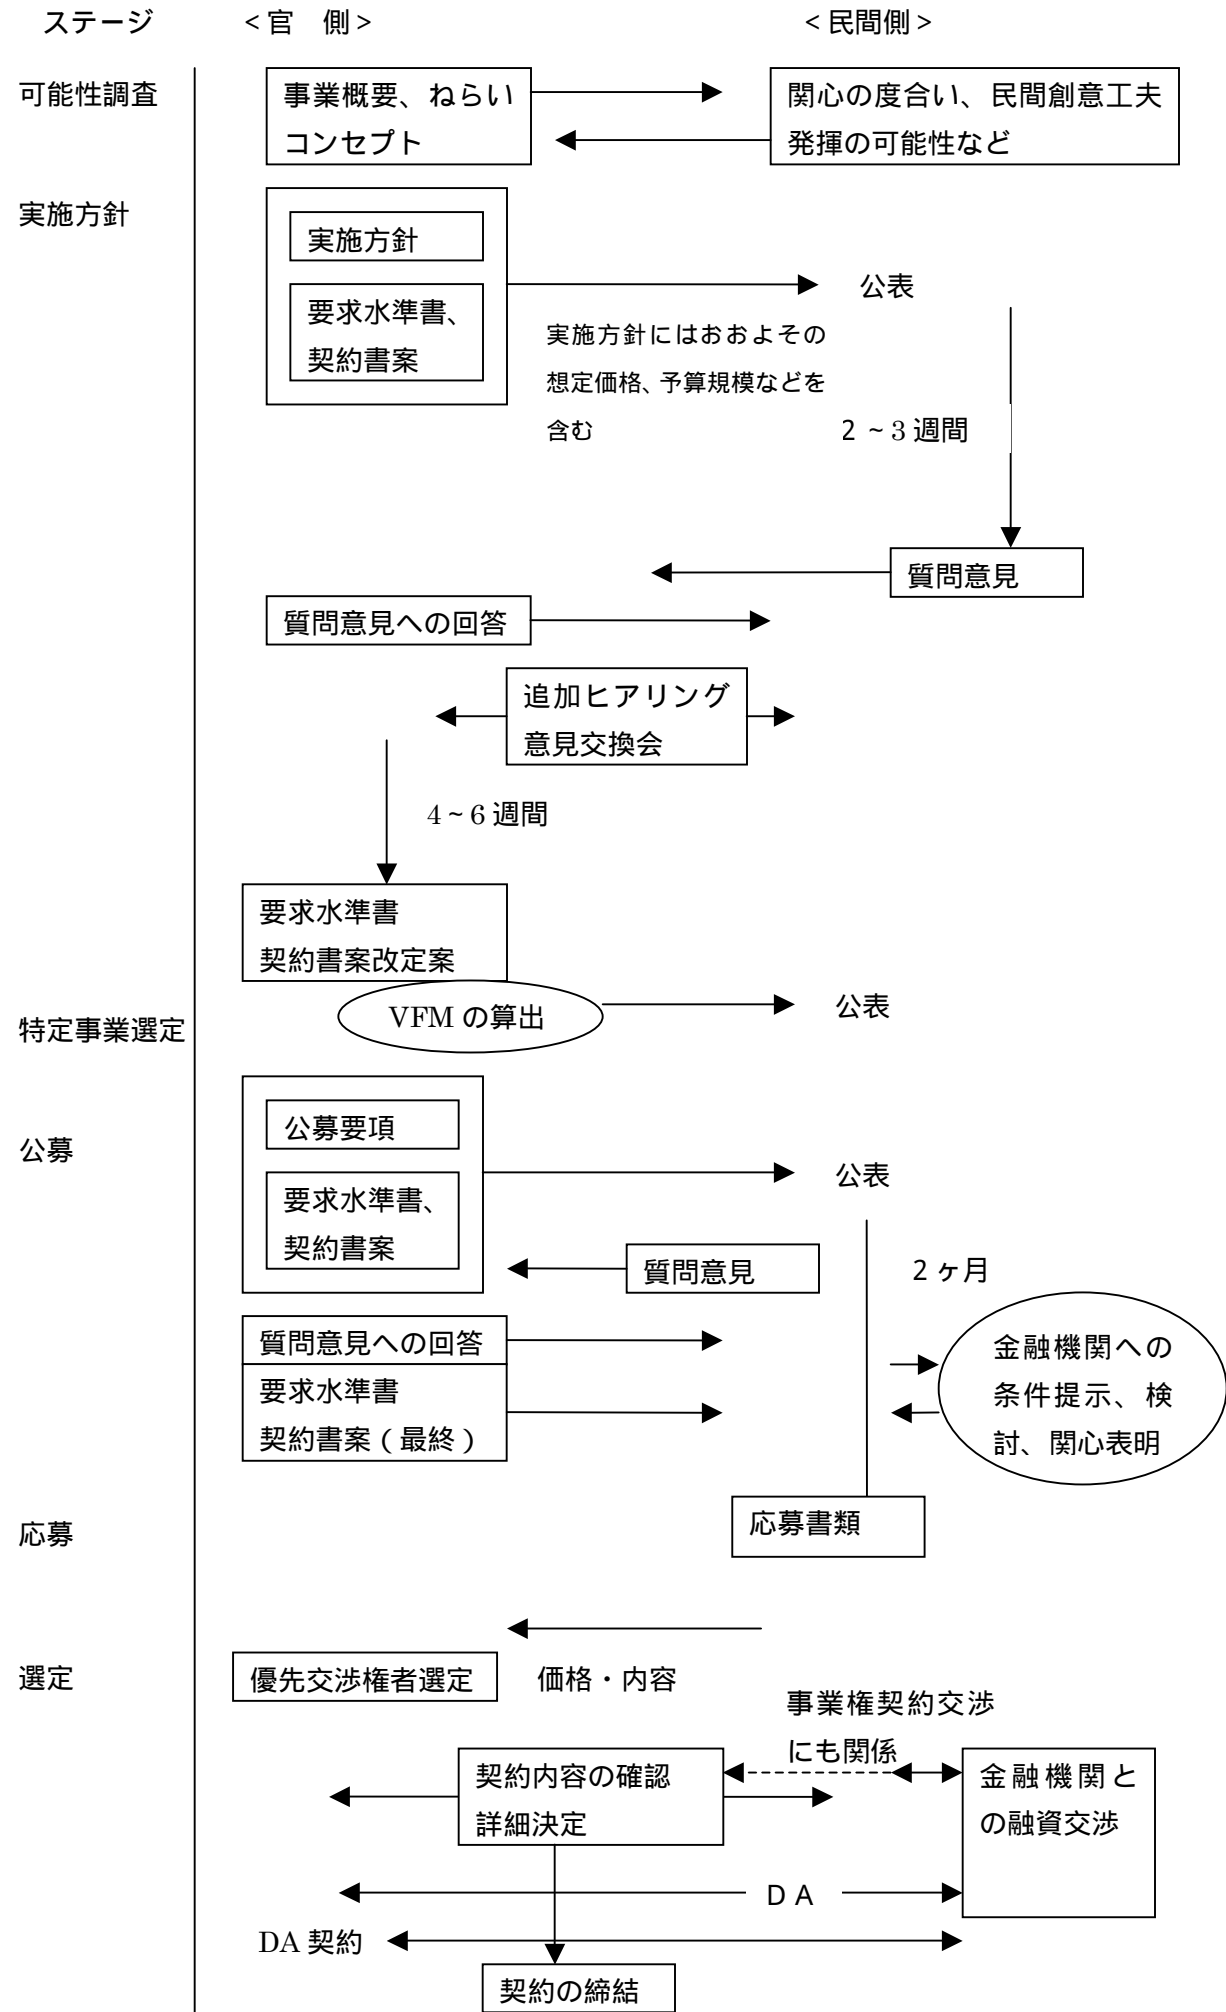 ステージ
<官　側>
<民間側>
可能性調査
事業概要、ねらい
コンセプト
関心の度合い、民間創意工夫
発揮の可能性など
実施方針
実施方針
要求水準書、
契約書案
公表
実施方針にはおおよその
想定価格、予算規模などを
含む
2 ~3 週間
質問意見
質問意見への回答
追加ヒアリング
意見交換会
4~6 週間
要求水準書
契約書案改定案
VFM の算出
公表
特定事業選定
公募
公募要項
要求水準書、
契約書案
公表
質問意見
2 ヶ月
質問意見への回答
要求水準書
契約書案(最終)
金融機関への
条件提示、検
討、関心表明
応募
応募書類
選定
優先交渉権者選定
価格・内容
事業権契約交渉
にも関係
契約内容の確認
詳細決定
金融機関と
の融資交渉
ＤＡ
DA 契約
契約の締結